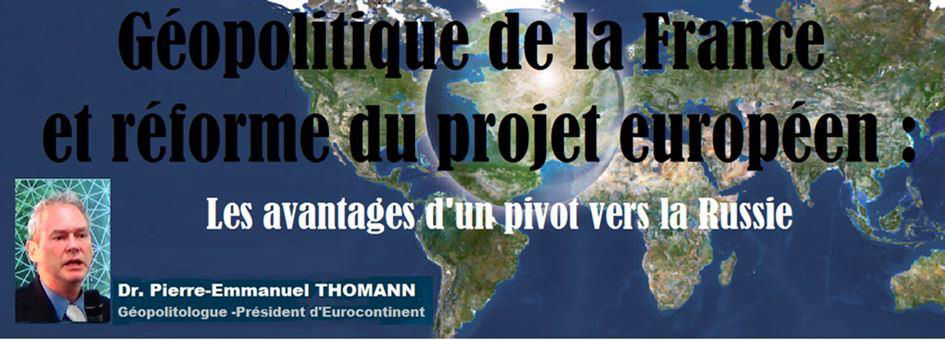 Géopolitique de la France
et réforme du projet européen :
Les avantages d'un pivot vers la Russie
Dr. Pierre-Emmanuel THOMANN
Géopolitologue -Président d'Eurocontinent